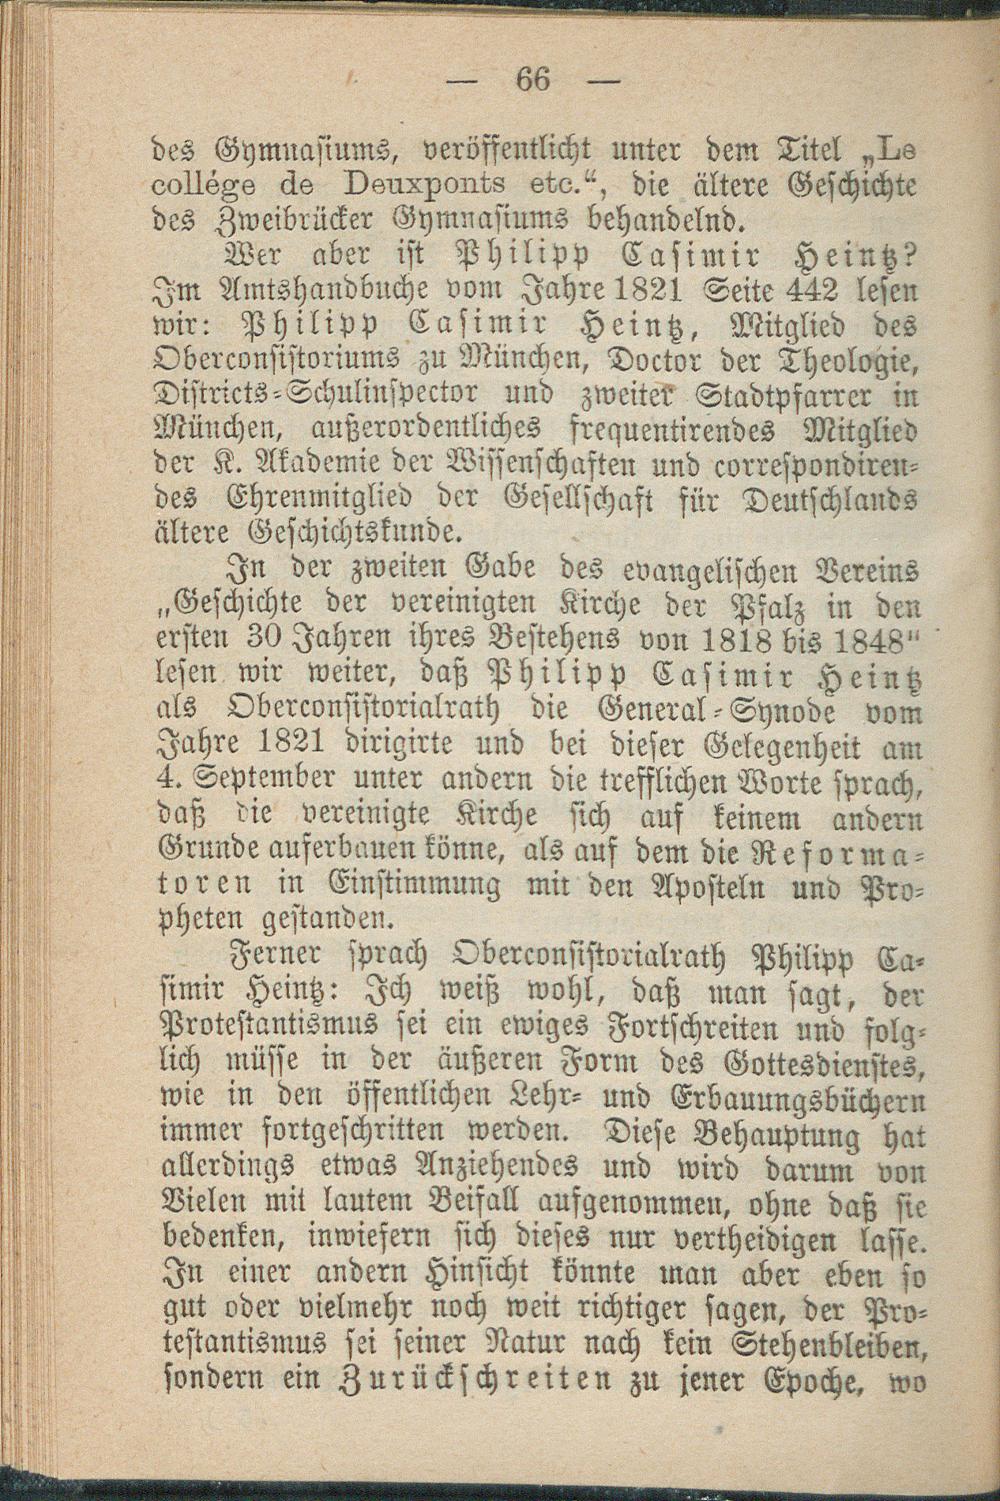 — 66 —
des Gymnasiums, veröffentlicht unter dem Titel „Le
collége de Deuxponts etc.“, die ältere Geschichte
des Zweibrücker Gymnasiums behandelnd.
Wer aber ist Philipp Casimir Heintz?
Im Amtshandbuche vom Jahre 1821 Seite 442 lesen
wir: Philipp Casimir Heintz, Mitglied des
Oberconsistoriums zu München, Doctor der Theologie,
Districts-Schulinspector und zweiter Stadtpfarrer in
München, außerordentliches frequentirendes Mitglied
der K. Akademie der Wissenschaften und correspondiren-
des Ehrenmitglied der Gesellschaft für Deutschlands
ältere Geschichtskunde.
In der zweiten Gabe des evangelischen Vereins
„Geschichte der vereinigten Kirche der Pfalz in den
ersten 30 Jahren ihres Bestehens von 1818 bis 1848"
lesen wir weiter, daß Philipp Casimir Heintz
als Oberconsistorialrath die General-Synode vom
Jahre 1821 dirigirte und bei dieser Gelegenheit am
4. September unter andern die trefflichen Worte sprach,
daß die vereinigte Kirche sich auf keinem andern
Grunde auferbauen könne, als auf dem die Reforma-
toren in Einstimmung mit den Aposteln und Pro-
pheten gestanden.
Ferner sprach Oberconsistorialrath Philipp Ca-
simir Heintz: Ich weiß wohl, daß man sagt, der
Protestantismus sei ein ewiges Fortschreiten und folg-
lich müsse in der äußeren Form des Gottesdienstes,
wie in den öffentlichen Lehr- und Erbauungsbüchern
immer fortgeschritten werden. Diese Behauptung hat
allerdings etwas Anziehendes und wird darum von
Vielen mit lautem Beifall aufgenommen, ohne daß sie
bedenken, inwiefern sich dieses nur vertheidigen lasse.
In einer andern Hinsicht könnte man aber eben so
gut oder vielmehr noch weit richtiger sagen, der Pro-
testantismus sei seiner Natur nach kein Stehenbleiben,
sondern ein Zurückschreiten zu jener Epoche, wo